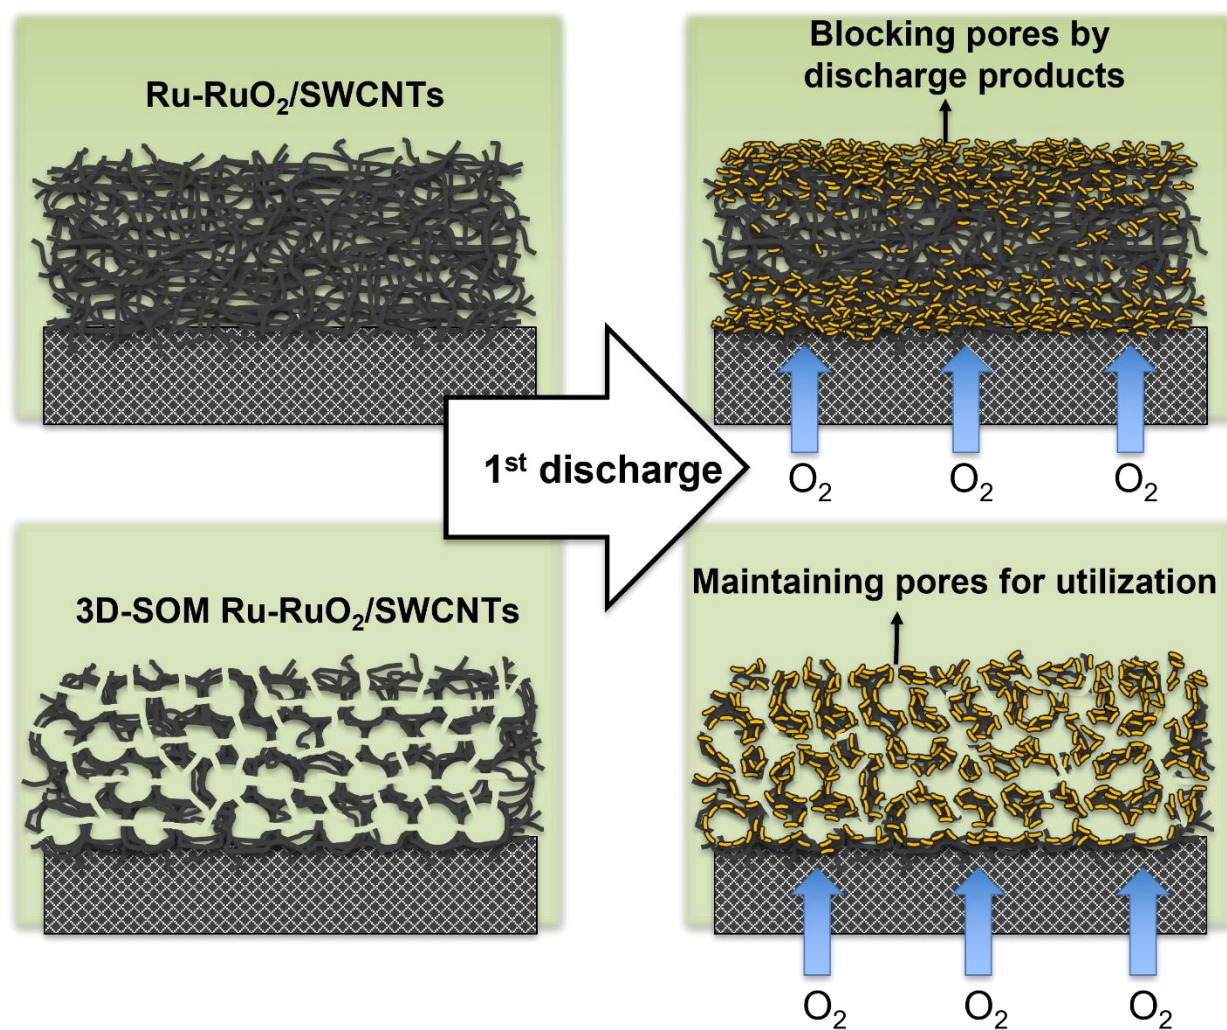 Ru-RuO₂/SWCNTs
Blocking pores by
discharge products
1ˢᵗ discharge
O₂ O₂ O₂
3D-SOM Ru-RuO₂/SWCNTs
Maintaining pores for utilization
O₂ O₂ O₂